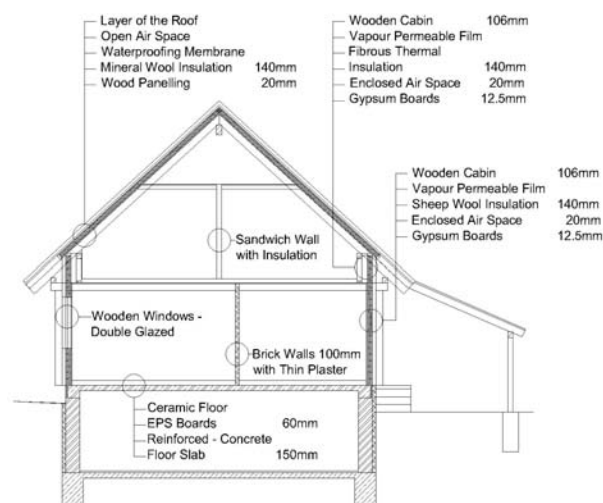 Layer of the Roof
Open Air Space
Waterproofing Membrane
Mineral Wool Insulation 140mm
Wood Panelling 20mm
Wooden Cabin 106mm
Vapour Permeable Film
Fibrous Thermal
Insulation 140mm
Enclosed Air Space 20mm
Gypsum Boards 12.5mm
Wooden Cabin 106mm
Vapour Permeable Film
Sheep Wool Insulation 140mm
Enclosed Air Space 20mm
Gypsum Boards 12.5mm
Sandwich Wall
with Insulation
Wooden Windows -
Double Glazed
Brick Walls 100mm
with Thin Plaster
Ceramic Floor
EPS Boards 60mm
Reinforced - Concrete
Floor Slab 150mm